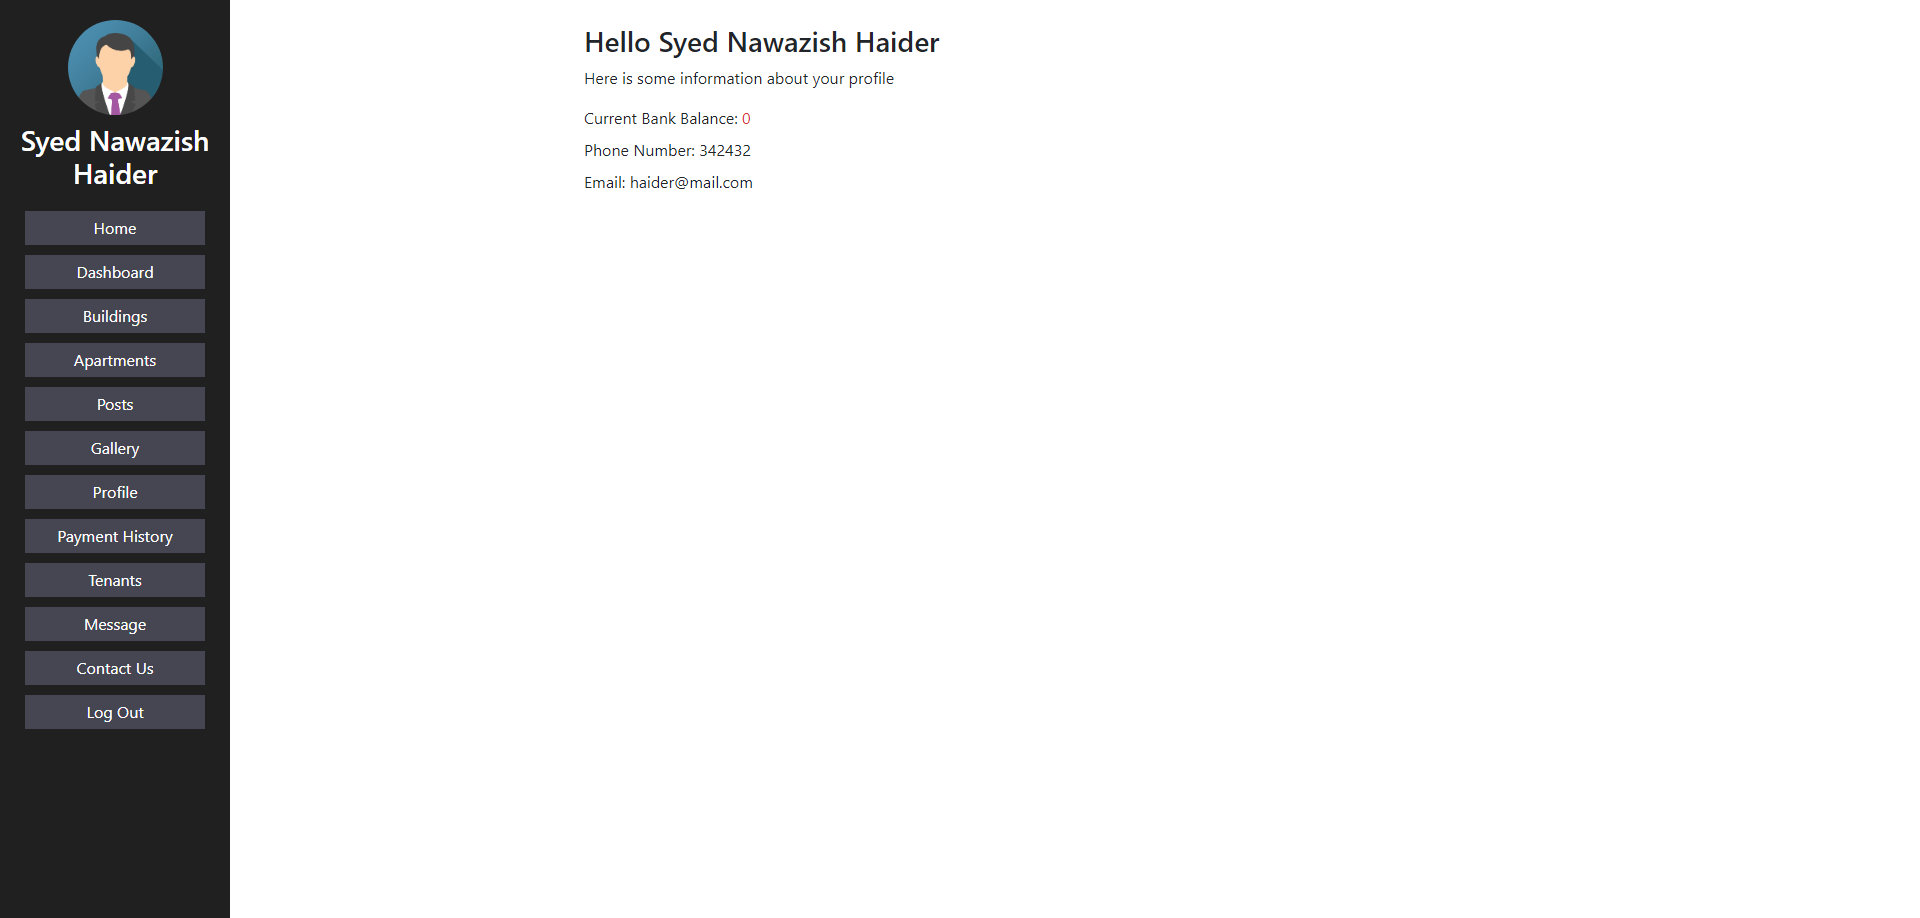 Syed Nawazish
Haider
Home
Dashboard
Buildings
Apartments
Posts
Gallery
Profile
Payment History
Tenants
Message
Contact Us
Log Out
Hello Syed Nawazish Haider
Here is some information about your profile
Current Bank Balance: 0
Phone Number: 342432
Email: haider@mail.com